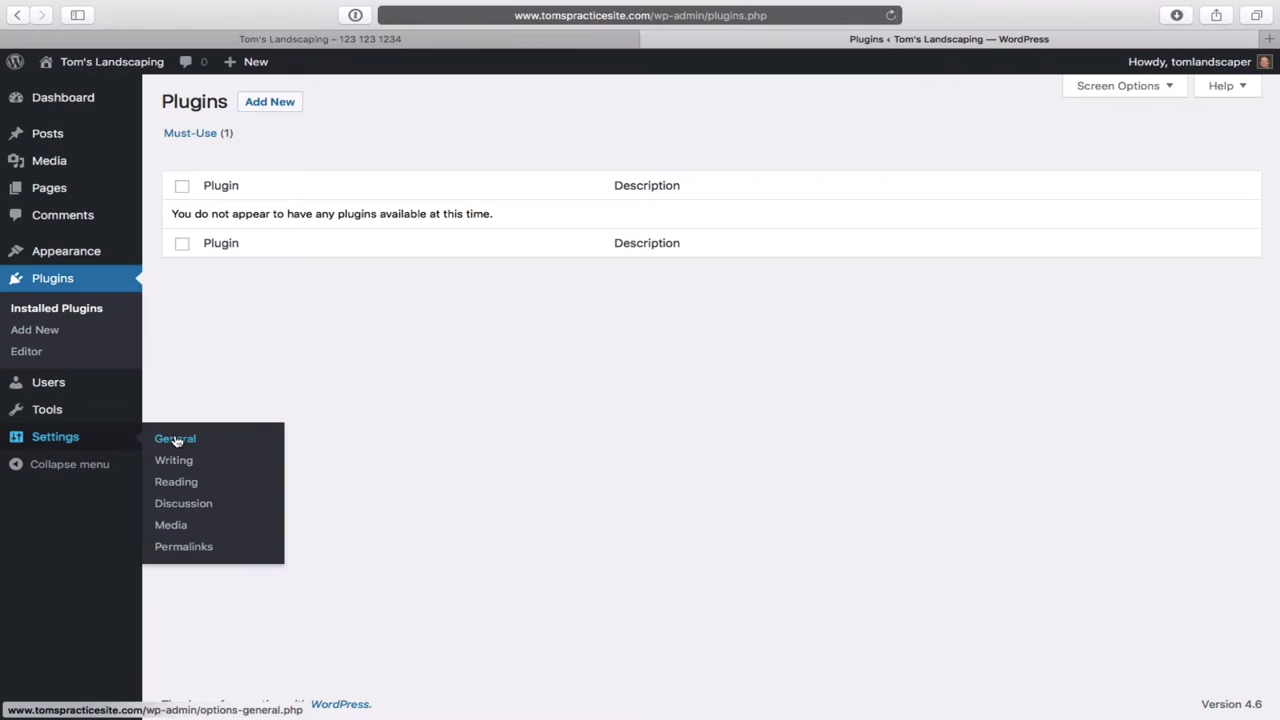 www.tomspracticesite.com/wp-admin/plugins.php
Tom's Landscaping – 123 123 1234
Plugins ‹ Tom's Landscaping — WordPress
Tom's Landscaping 0 New
Howdy, tomlandscaper
Screen Options Help
Dashboard
Posts
Media
Pages
Comments
Appearance
Plugins
Installed Plugins
Add New
Editor
Users
Tools
Settings
Collapse menu
General
Writing
Reading
Discussion
Media
Permalinks
Plugins Add New
Must-Use (1)
Plugin Description
You do not appear to have any plugins available at this time.
Plugin Description
WordPress.
Version 4.6
www.tomspracticesite.com/wp-admin/options-general.php